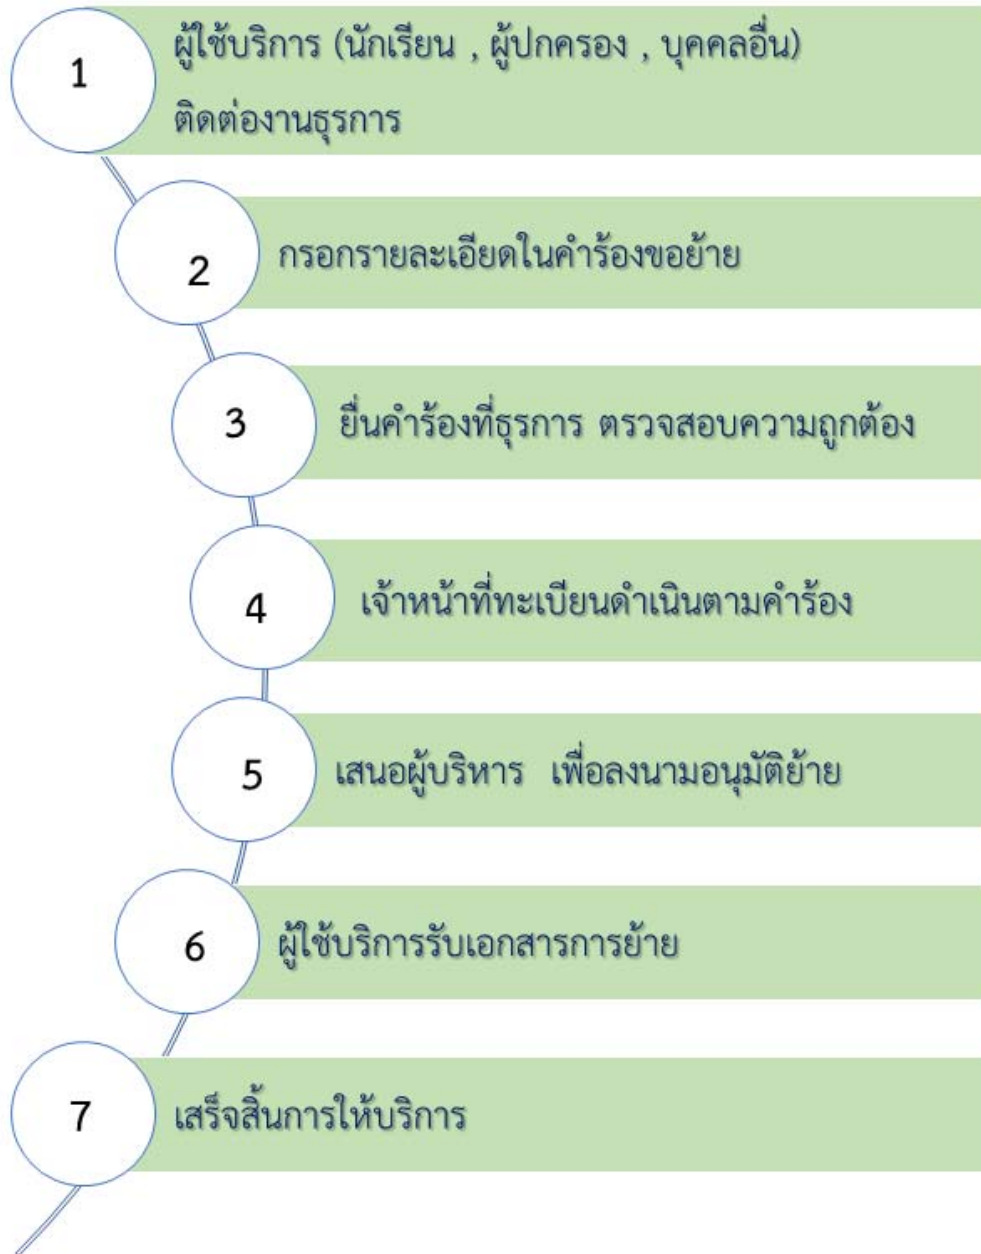 1
ผู้ใช้บริการ (นักเรียน , ผู้ปกครอง , บุคคลอื่น)
ติดต่องานธุรการ
2
กรอกรายละเอียดในคำร้องขอย้าย
3
ยื่นคำร้องที่ธุรการ ตรวจสอบความถูกต้อง
4
เจ้าหน้าที่ทะเบียนดำเนินตามคำร้อง
5
เสนอผู้บริหาร เพื่อลงนามอนุมัติย้าย
6
ผู้ใช้บริการรับเอกสารการย้าย
7
เสร็จสิ้นการให้บริการ